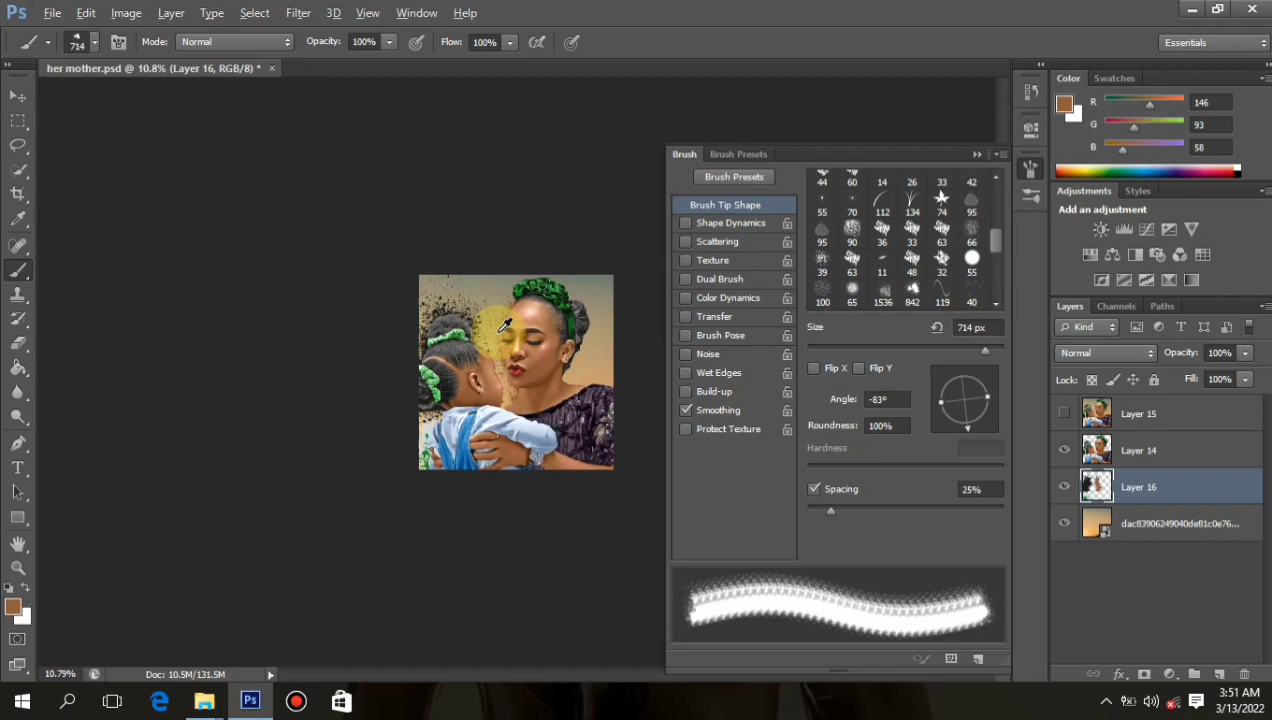 Ps File Edit Image Layer Type Select Filter 3D View Window Help
714 Mode: Normal Opacity: 100% Flow: 100% Essentials
her mother.psd @ 10.8% (Layer 16, RGB/8) * ×
Color Swatches
R 146
G 93
B 58
Brush Brush Presets
Brush Presets
44 60 14 26 33 42
Brush Tip Shape
55 70 112 134 74 95
Shape Dynamics
95 90 36 33 63 66
Scattering
39 63 11 48 32 55
Texture
100 65 1536 842 119 40
Dual Brush
Color Dynamics
Transfer
Brush Pose
Noise
Wet Edges
Build-up
Smoothing
Protect Texture
Size 714 px
Flip X Flip Y
Angle: -83º
Roundness: 100%
Hardness
Spacing 25%
Adjustments Styles
Add an adjustment
Layers Channels Paths
Kind
Normal Opacity: 100%
Lock: Fill: 100%
Layer 15
Layer 14
Layer 16
dac83906249040de81c0e76...
10.79% Doc: 10.5M/131.5M
Ps
3:51 AM
3/13/2022